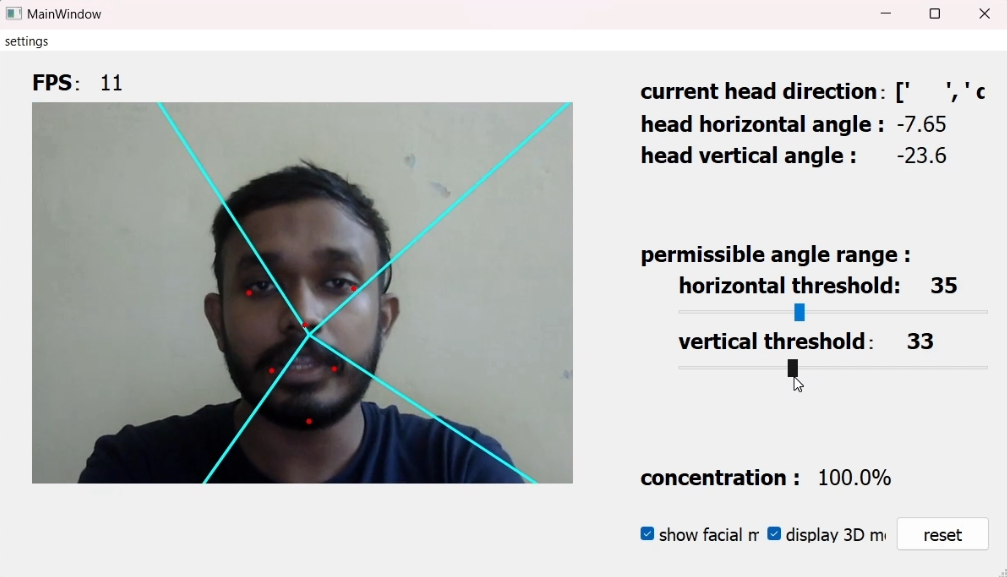 MainWindow
settings
FPS: 11
current head direction: [' ', ' c
head horizontal angle : -7.65
head vertical angle : -23.6
permissible angle range :
horizontal threshold: 35
vertical threshold: 33
concentration : 100.0%
show facial m display 3D m reset